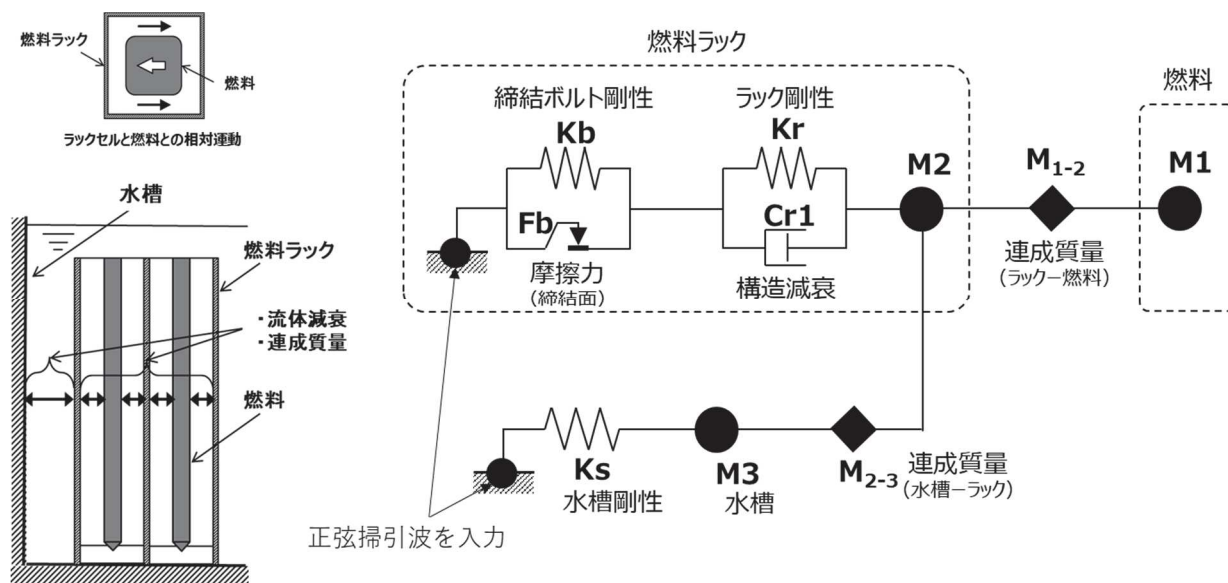 燃料ラック
燃料
ラックセルと燃料との相対運動
水槽
燃料ラック
・流体減衰
・連成質量
燃料
燃料ラック
締結ボルト剛性
Kb
Fb
摩擦力
(締結面)
ラック剛性
Kr
Cr1
構造減衰
M2
M1-2
連成質量
(ラックー燃料)
燃料
M1
Ks
水槽剛性
M3
水槽
M2-3
連成質量
(水槽ーラック)
正弦掃引波を入力